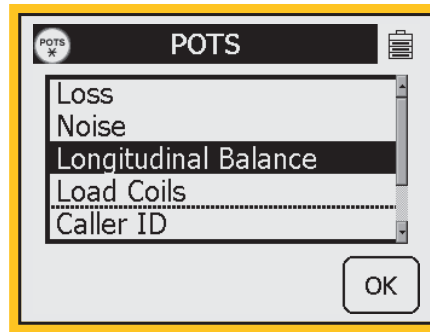 POTS
*
POTS
Loss
Noise
Longitudinal Balance
Load Coils
Caller ID
OK